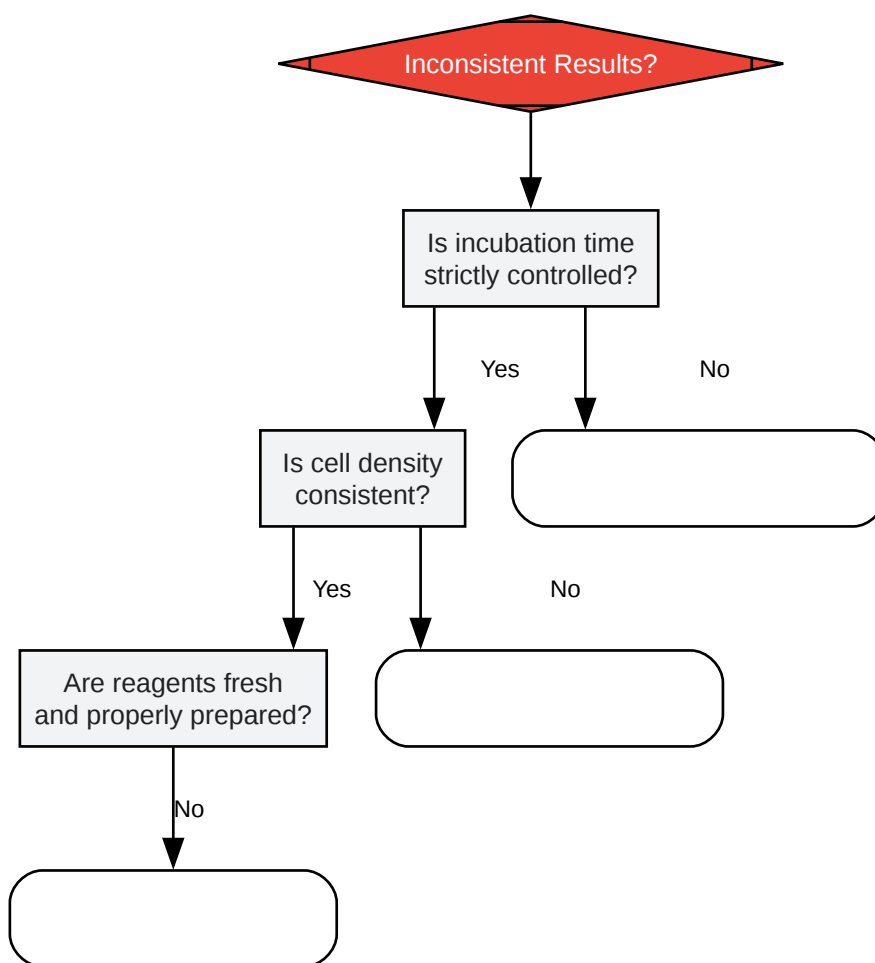 Inconsistent Results?
Is incubation time
strictly controlled?
Yes
No
Is cell density
consistent?
Yes
No
Are reagents fresh
and properly prepared?
No